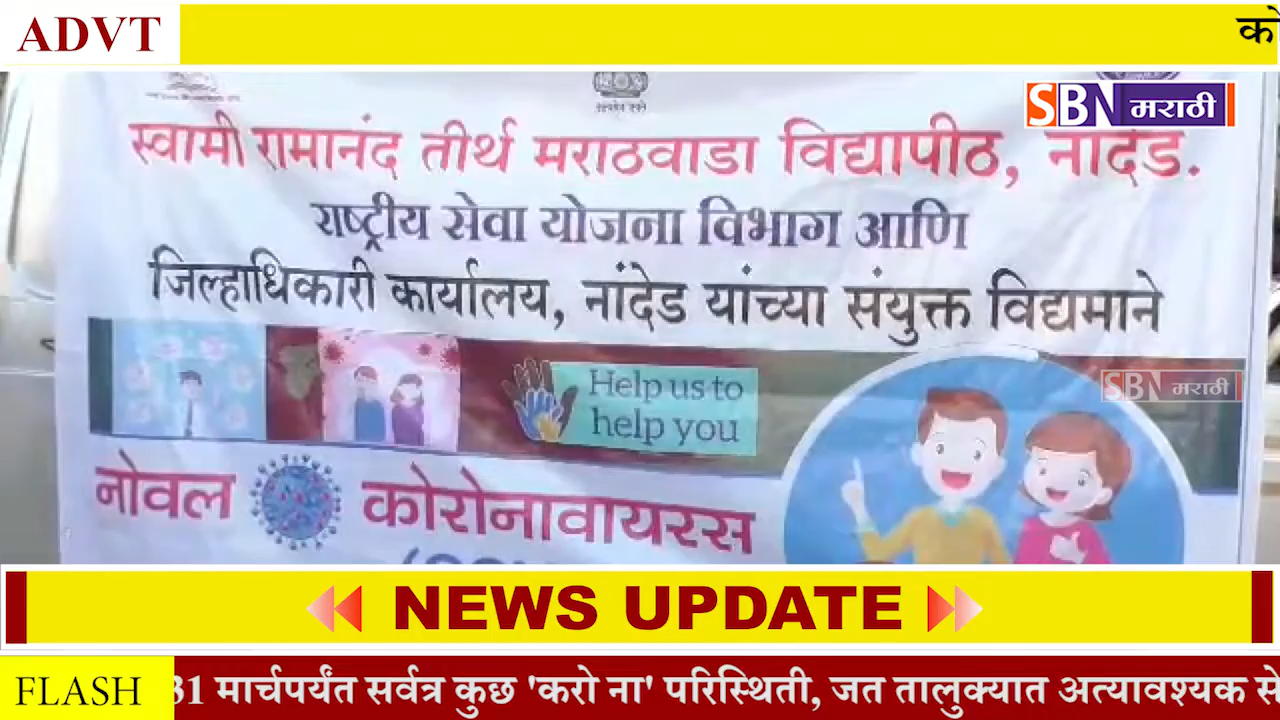 ADVT
को
SBN मराठी
स्वामी रामानंद तीर्थ मराठवाडा विद्यापीठ, नांदेड.
राष्ट्रीय सेवा योजना विभाग आणि
जिल्हाधिकारी कार्यालय, नांदेड यांच्या संयुक्त विद्यमाने
Help us to
help you
SBN मराठी
नोवल कोरोनावायरस
NEWS UPDATE
FLASH 31 मार्चपर्यंत सर्वत्र कुछ 'करो ना' परिस्थिती, जत तालुक्यात अत्यावश्यक से